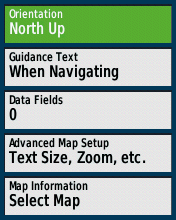 Orientation
North Up
Guidance Text
When Navigating
Data Fields
0
Advanced Map Setup
Text Size, Zoom, etc.
Map Information
Select Map